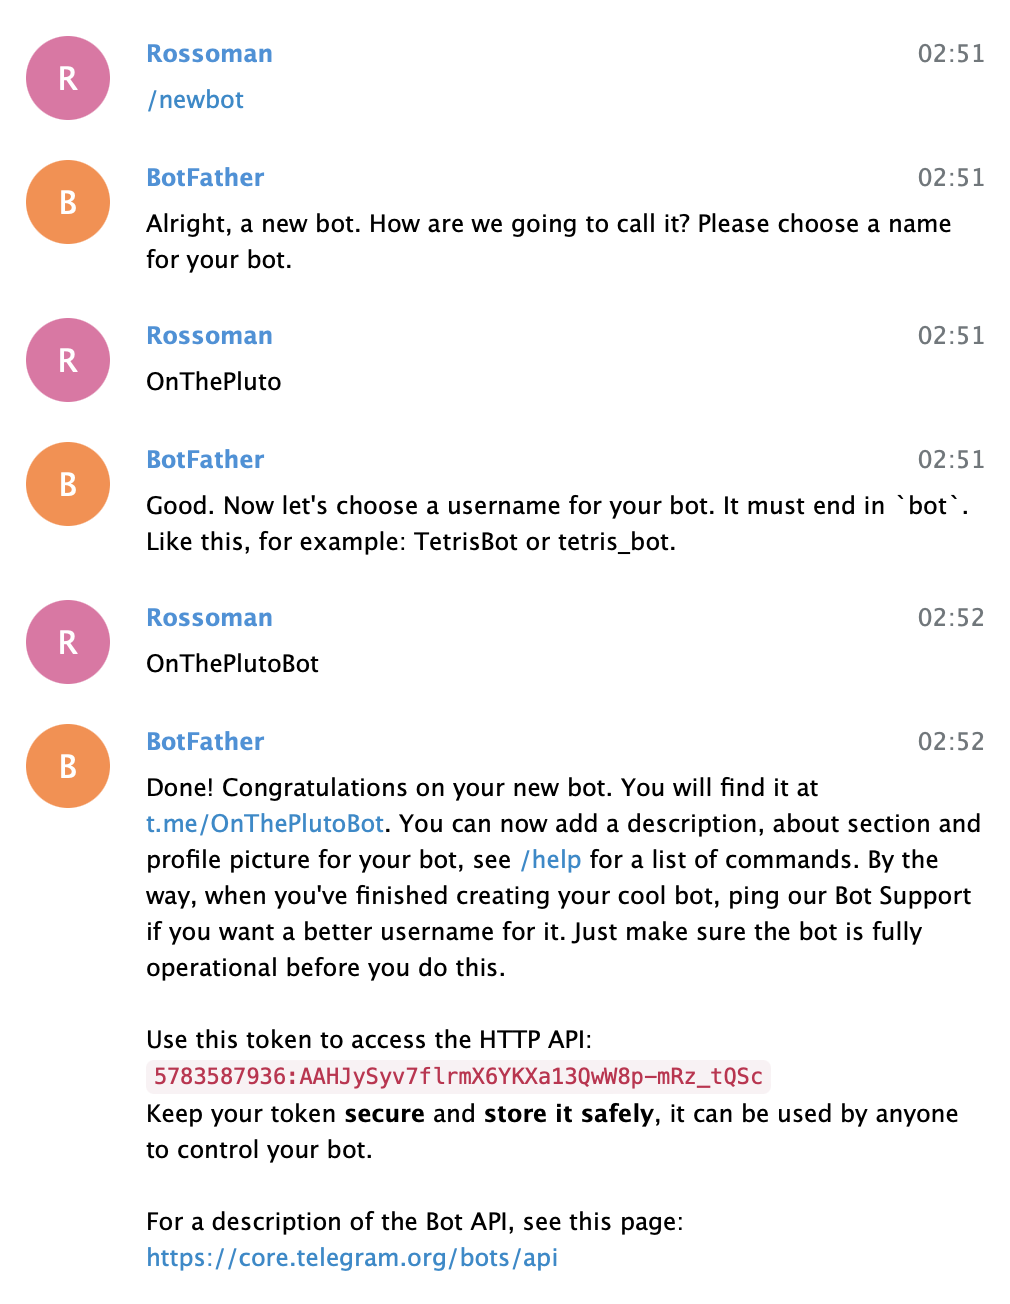 R
Rossoman 02:51
/newbot
B
BotFather 02:51
Alright, a new bot. How are we going to call it? Please choose a name
for your bot.
R
Rossoman 02:51
OnThePluto
B
BotFather 02:51
Good. Now let's choose a username for your bot. It must end in `bot`.
Like this, for example: TetrisBot or tetris_bot.
R
Rossoman 02:52
OnThePlutoBot
B
BotFather 02:52
Done! Congratulations on your new bot. You will find it at
t.me/OnThePlutoBot. You can now add a description, about section and
profile picture for your bot, see /help for a list of commands. By the
way, when you've finished creating your cool bot, ping our Bot Support
if you want a better username for it. Just make sure the bot is fully
operational before you do this.
Use this token to access the HTTP API:
5783587936:AAHJySyv7flrmX6YKXa13QwW8p-mRz_tQSc
Keep your token secure and store it safely, it can be used by anyone
to control your bot.
For a description of the Bot API, see this page:
https://core.telegram.org/bots/api